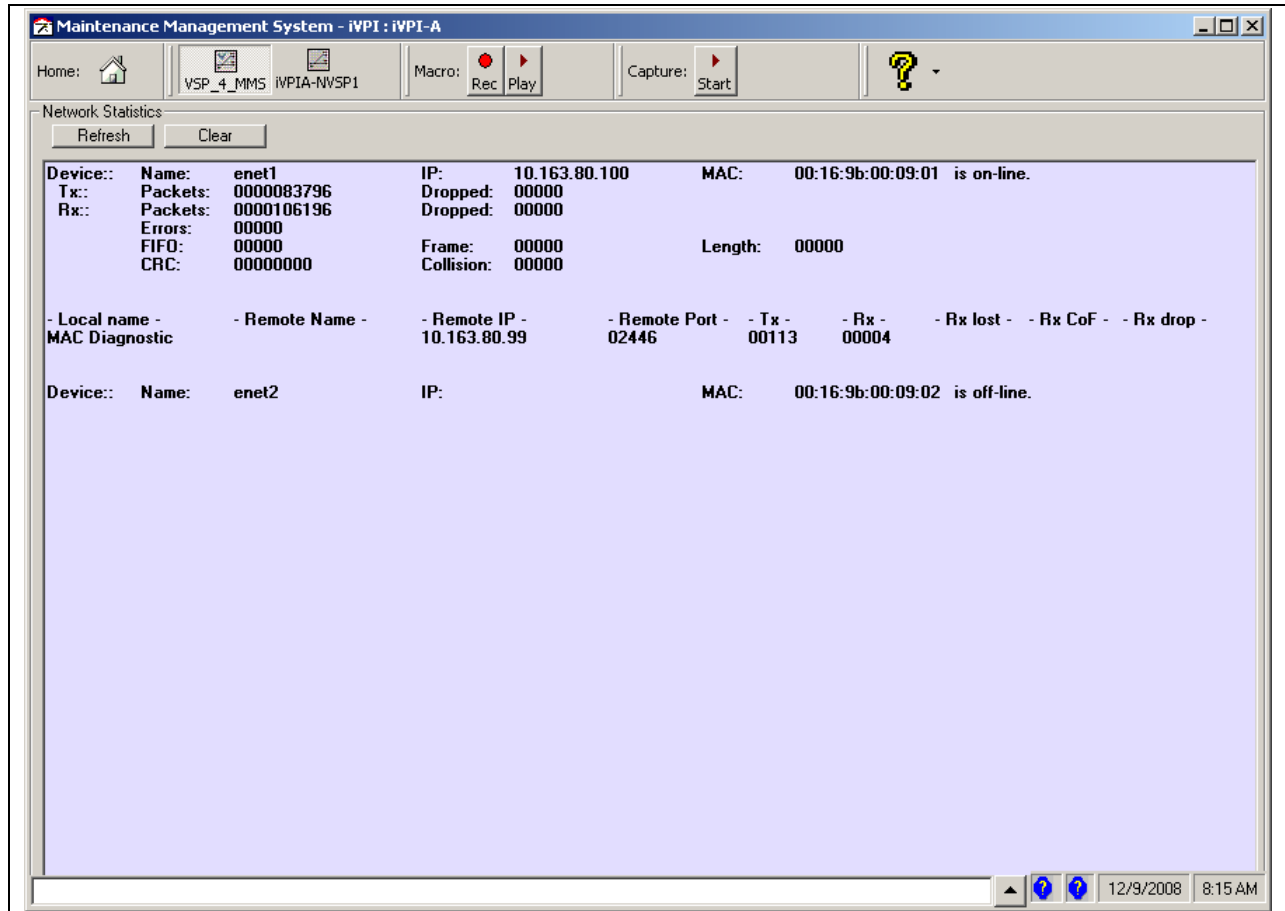 Maintenance Management System - iVPI : iVPI-A
Home: VSP_4_MMS iVPIA-NVSP1 Macro: Rec Play Capture: Start
Network Statistics
Refresh Clear
Device:: Name: enet1 IP: 10.163.80.100 MAC: 00:16:9b:00:09:01 is on-line.
Tx:: Packets: 0000083796 Dropped: 00000
Rx:: Packets: 0000106196 Dropped: 00000
Errors: 00000
FIFO: 00000 Frame: 00000 Length: 00000
CRC: 00000000 Collision: 00000
- Local name - - Remote Name - - Remote IP - - Remote Port - - Tx - - Rx - - Rx lost - - Rx CoF - - Rx drop -
MAC Diagnostic 10.163.80.99 02446 00113 00004
Device:: Name: enet2 IP: MAC: 00:16:9b:00:09:02 is off-line.
12/9/2008 8:15 AM